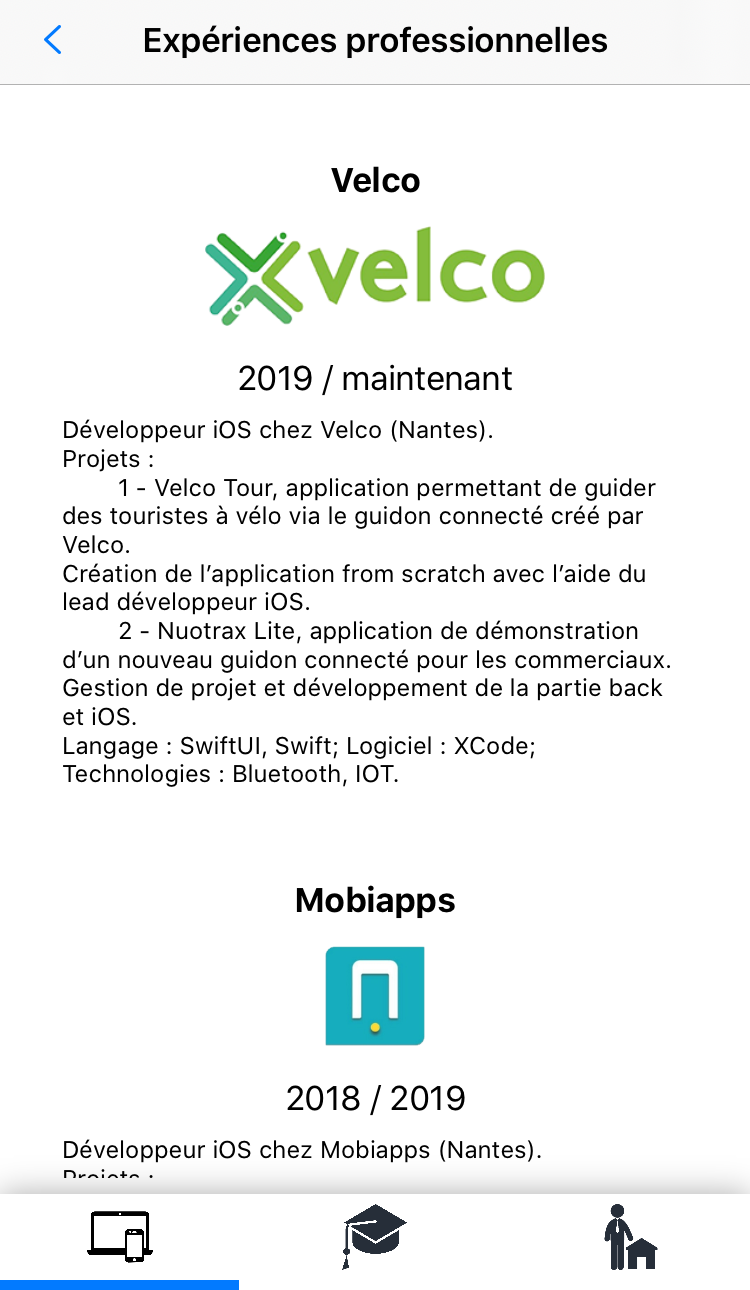 Expériences professionnelles
Velco
velco
2019 / maintenant
Développeur iOS chez Velco (Nantes).
Projets :
1 - Velco Tour, application permettant de guider
des touristes à vélo via le guidon connecté créé par
Velco.
Création de l’application from scratch avec l’aide du
lead développeur iOS.
2 - Nuotrax Lite, application de démonstration
d’un nouveau guidon connecté pour les commerciaux.
Gestion de projet et développement de la partie back
et iOS.
Langage : SwiftUI, Swift; Logiciel : XCode;
Technologies : Bluetooth, IOT.
Mobiapps
2018 / 2019
Développeur iOS chez Mobiapps (Nantes).
Projets :